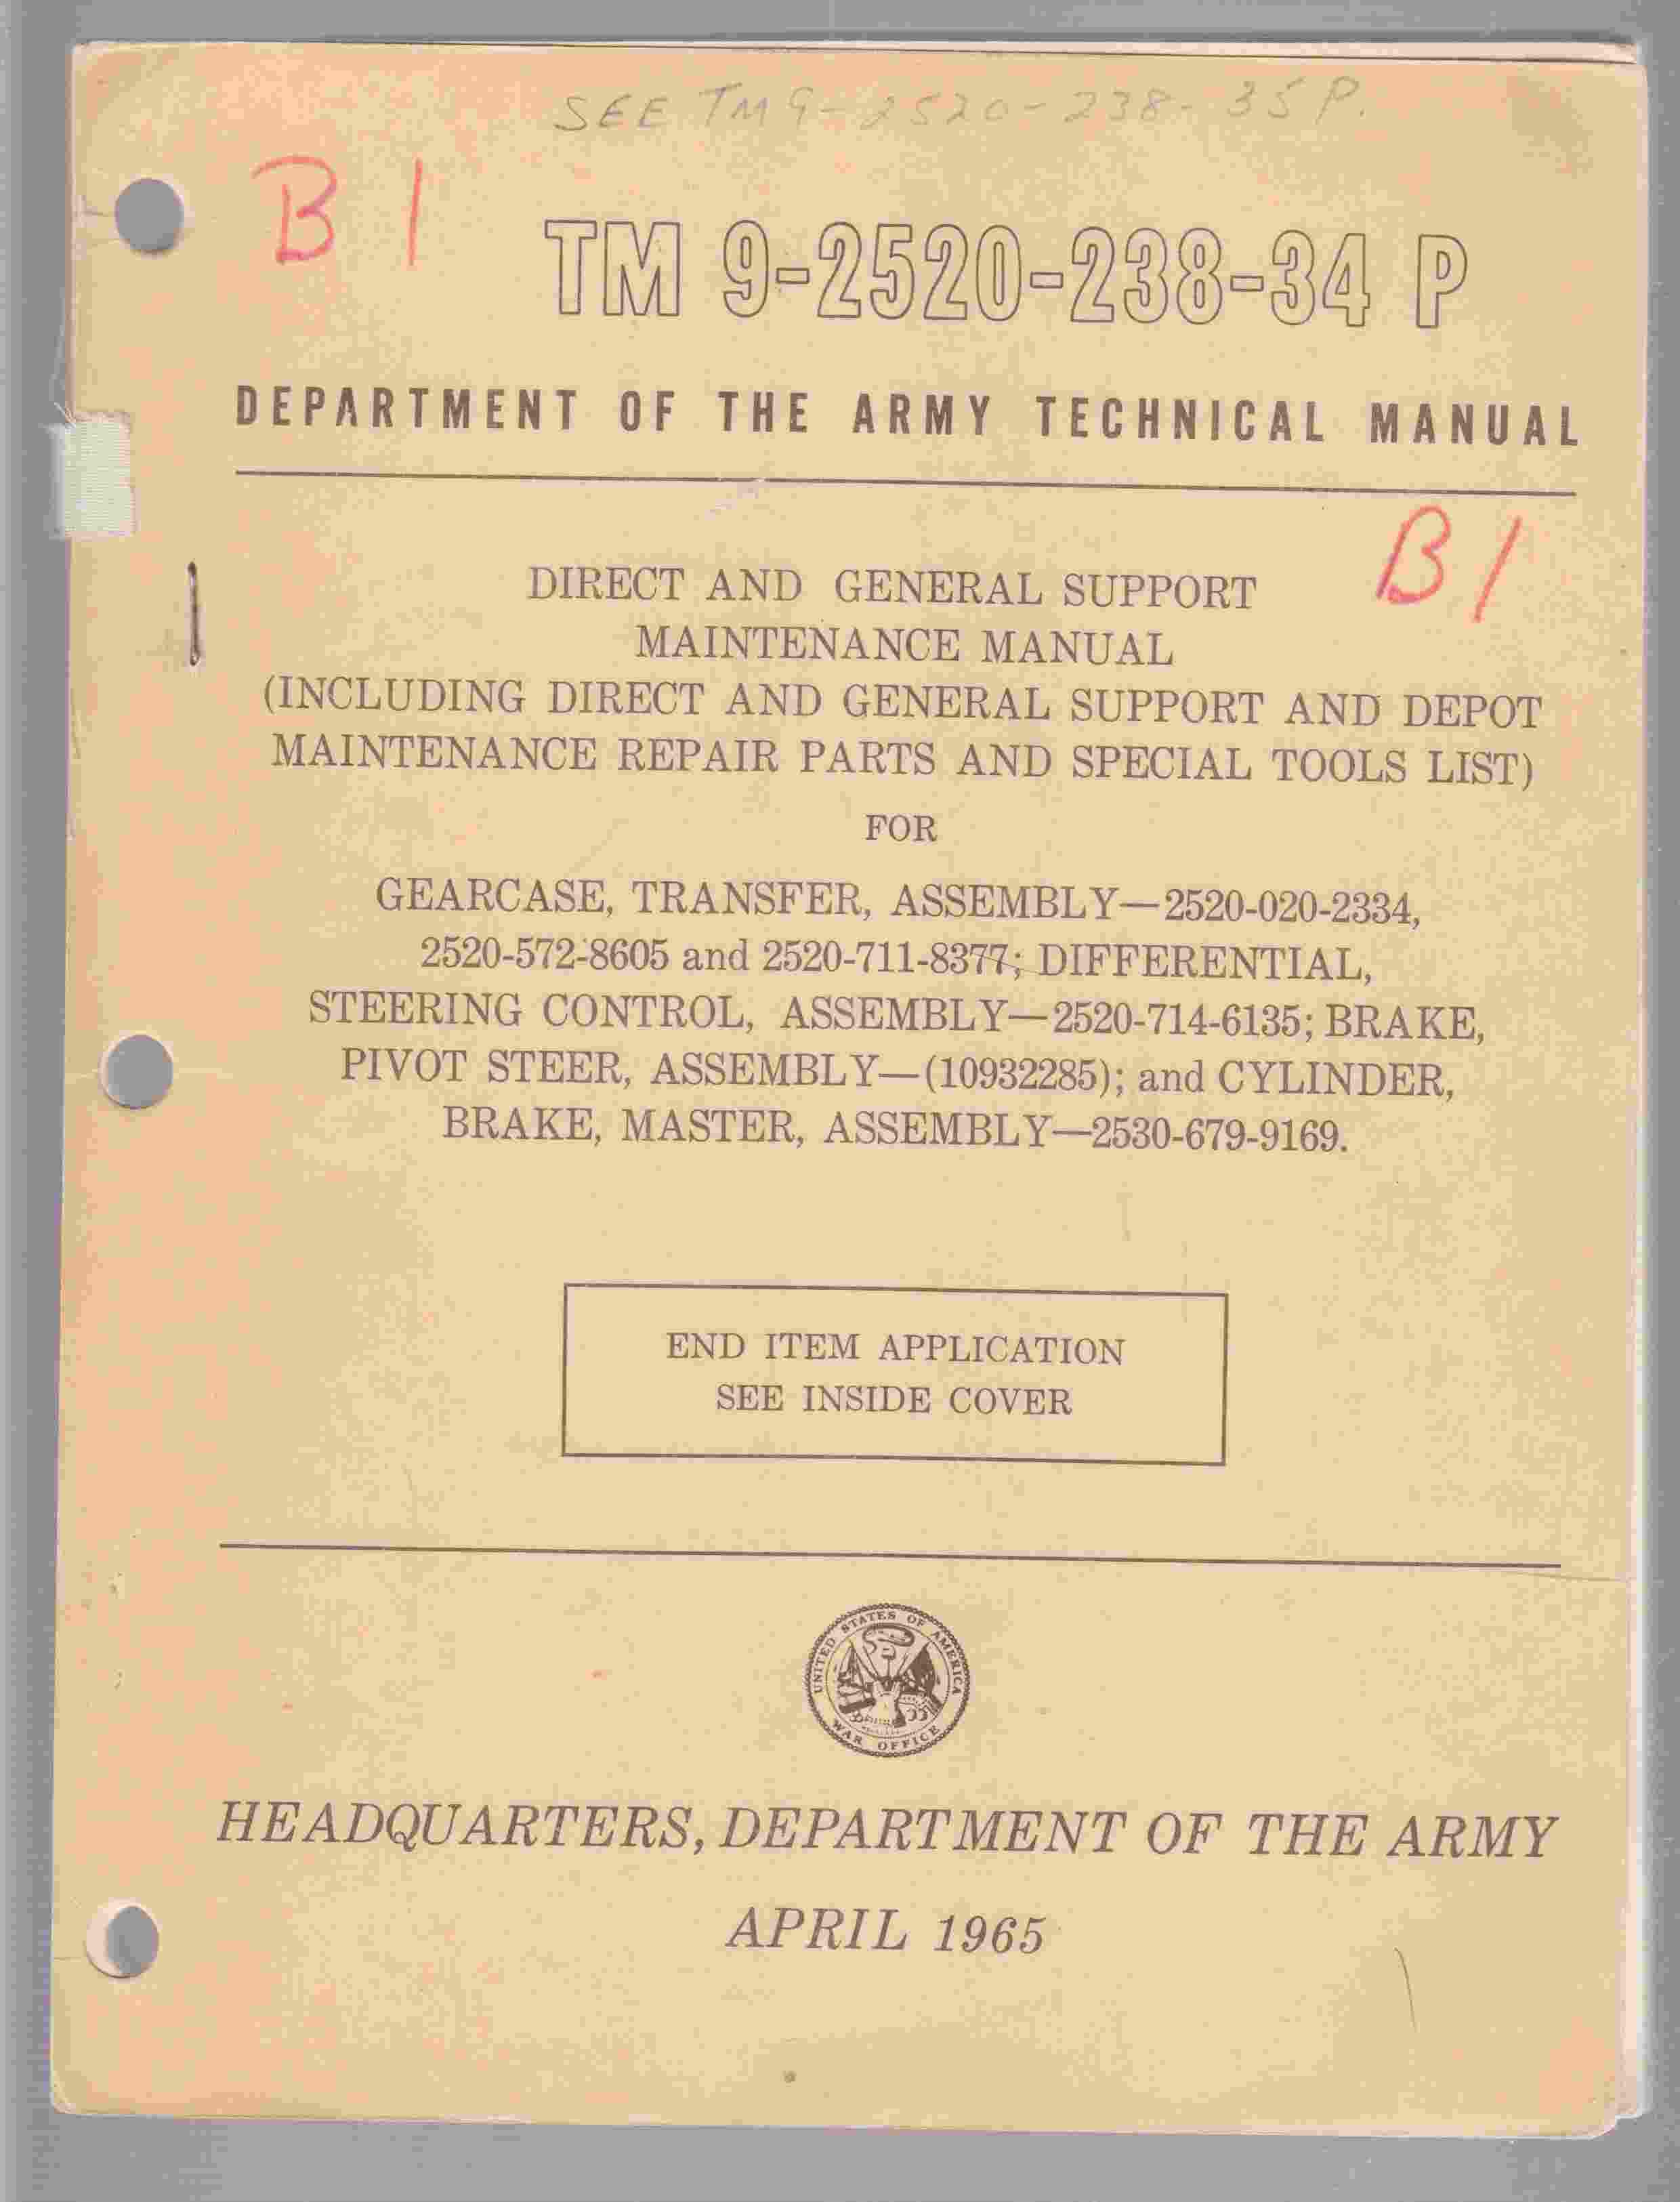 SEE TM 9-2520-238-35P.
B 1
TM 9-2520-238-34 P
DEPARTMENT OF THE ARMY TECHNICAL MANUAL
B 1
DIRECT AND GENERAL SUPPORT
MAINTENANCE MANUAL
(INCLUDING DIRECT AND GENERAL SUPPORT AND DEPOT
MAINTENANCE REPAIR PARTS AND SPECIAL TOOLS LIST)
FOR
GEARCASE, TRANSFER, ASSEMBLY—2520-020-2334,
2520-572-8605 and 2520-711-8377; DIFFERENTIAL,
STEERING CONTROL, ASSEMBLY—2520-714-6135; BRAKE,
PIVOT STEER, ASSEMBLY—(10932285); and CYLINDER,
BRAKE, MASTER, ASSEMBLY—2530-679-9169.
END ITEM APPLICATION
SEE INSIDE COVER
UNITED STATES OF AMERICA
WAR OFFICE
HEADQUARTERS, DEPARTMENT OF THE ARMY
APRIL 1965